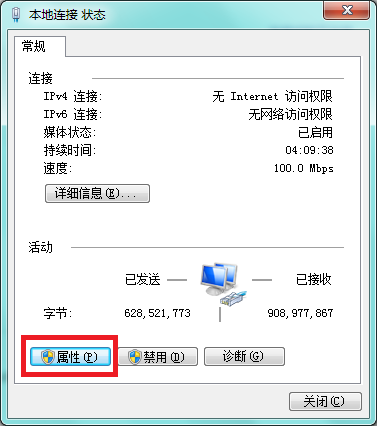 本地连接 状态
常规
连接
IPv4 连接: 无 Internet 访问权限
IPv6 连接: 无网络访问权限
媒体状态: 已启用
持续时间: 04:09:38
速度: 100.0 Mbps
详细信息(E)...
活动
已发送 已接收
字节: 628,521,773 908,977,867
属性(P) 禁用(D) 诊断(G)
关闭(C)